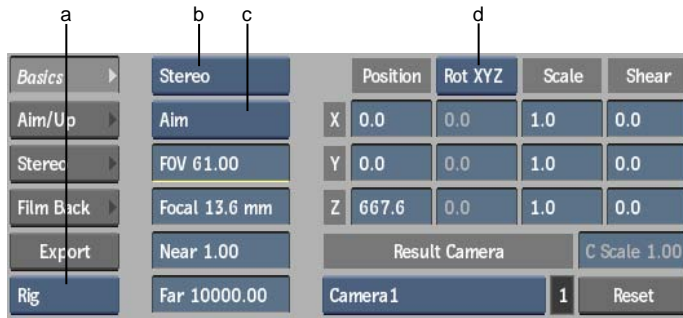 a b c d
Basics Stereo Position Rot XYZ Scale Shear
Aim/Up Aim X 0.0 0.0 1.0 0.0
Stereo FOV 61.00 Y 0.0 0.0 1.0 0.0
Film Back Focal 13.6 mm Z 667.6 0.0 1.0 0.0
Export Near 1.00 Result Camera C Scale 1.00
Rig Far 10000.00 Camera1 1 Reset